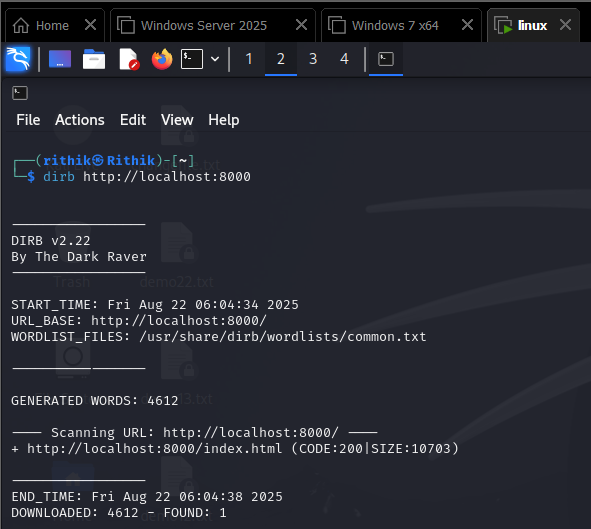 Home
Windows Server 2025
Windows 7 x64
linux
1 2 3 4
File Actions Edit View Help
(rithik㉿Rithik)-[~]
$ dirb http://localhost:8000
-----------------
DIRB v2.22
By The Dark Raver
-----------------
START_TIME: Fri Aug 22 06:04:34 2025
URL_BASE: http://localhost:8000/
WORDLIST_FILES: /usr/share/dirb/wordlists/common.txt
-----------------
GENERATED WORDS: 4612
---- Scanning URL: http://localhost:8000/ ----
+ http://localhost:8000/index.html (CODE:200|SIZE:10703)
-----------------
END_TIME: Fri Aug 22 06:04:38 2025
DOWNLOADED: 4612 - FOUND: 1
Trash
demo22.txt